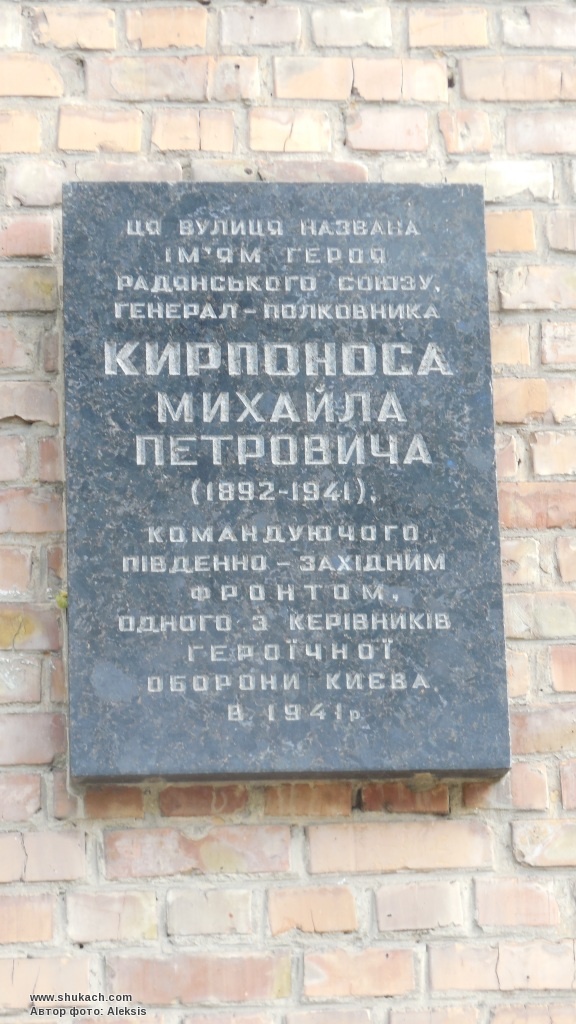 ЦЯ ВУЛИЦЯ НАЗВАНА
ІМ'ЯМ ГЕРОЯ
РАДЯНСЬКОГО СОЮЗУ,
ГЕНЕРАЛ-ПОЛКОВНИКА
КИРПОНОСА
МИХАЙЛА
ПЕТРОВИЧА
(1892-1941),
КОМАНДУЮЧОГО
ПІВДЕННО-ЗАХІДНИМ
ФРОНТОМ,
ОДНОГО З КЕРІВНИКІВ
ГЕРОЇЧНОЇ
ОБОРОНИ КИЄВА
В 1941р
www.shukach.com
Автор фото: Aleksis